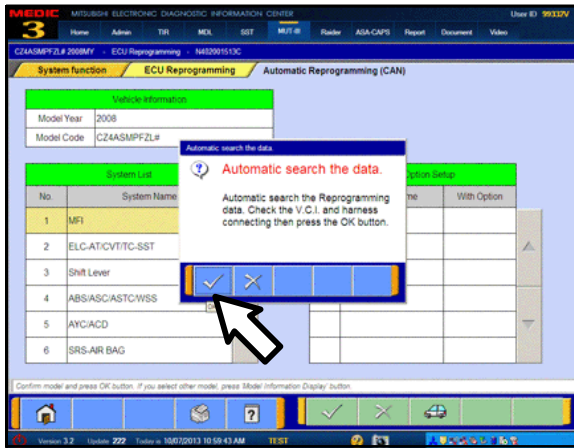 MEDIC MITSUBISHI ELECTRONIC DIAGNOSTIC INFORMATION CENTER User ID 99337V
3 Home Admin TIR MDL SST MUT-III Raider ASA-CAPS Report Document Video
CZ4ASMPFZL# 2008MY - ECU Reprogramming - N402001513C
System function ECU Reprogramming Automatic Reprogramming (CAN)
Vehicle Information
Model Year 2008
Model Code CZ4ASMPFZL#
Automatic search the data.
Automatic search the data.
Automatic search the Reprogramming
data. Check the V.C.I. and harness
connecting then press the OK button.
System List Option Setup
No. System Name With Option
1 MFI
2 ELC-AT/CVT/TC-SST
3 Shift Lever
4 ABS/ASC/ASTC/WSS
5 AYC/ACD
6 SRS-AIR BAG
Confirm model and press OK button. If you select other model, press 'Model Information Display' button.
?
Version 3.2 Update 222 Today is 10/07/2013 10:59:43 AM TEST